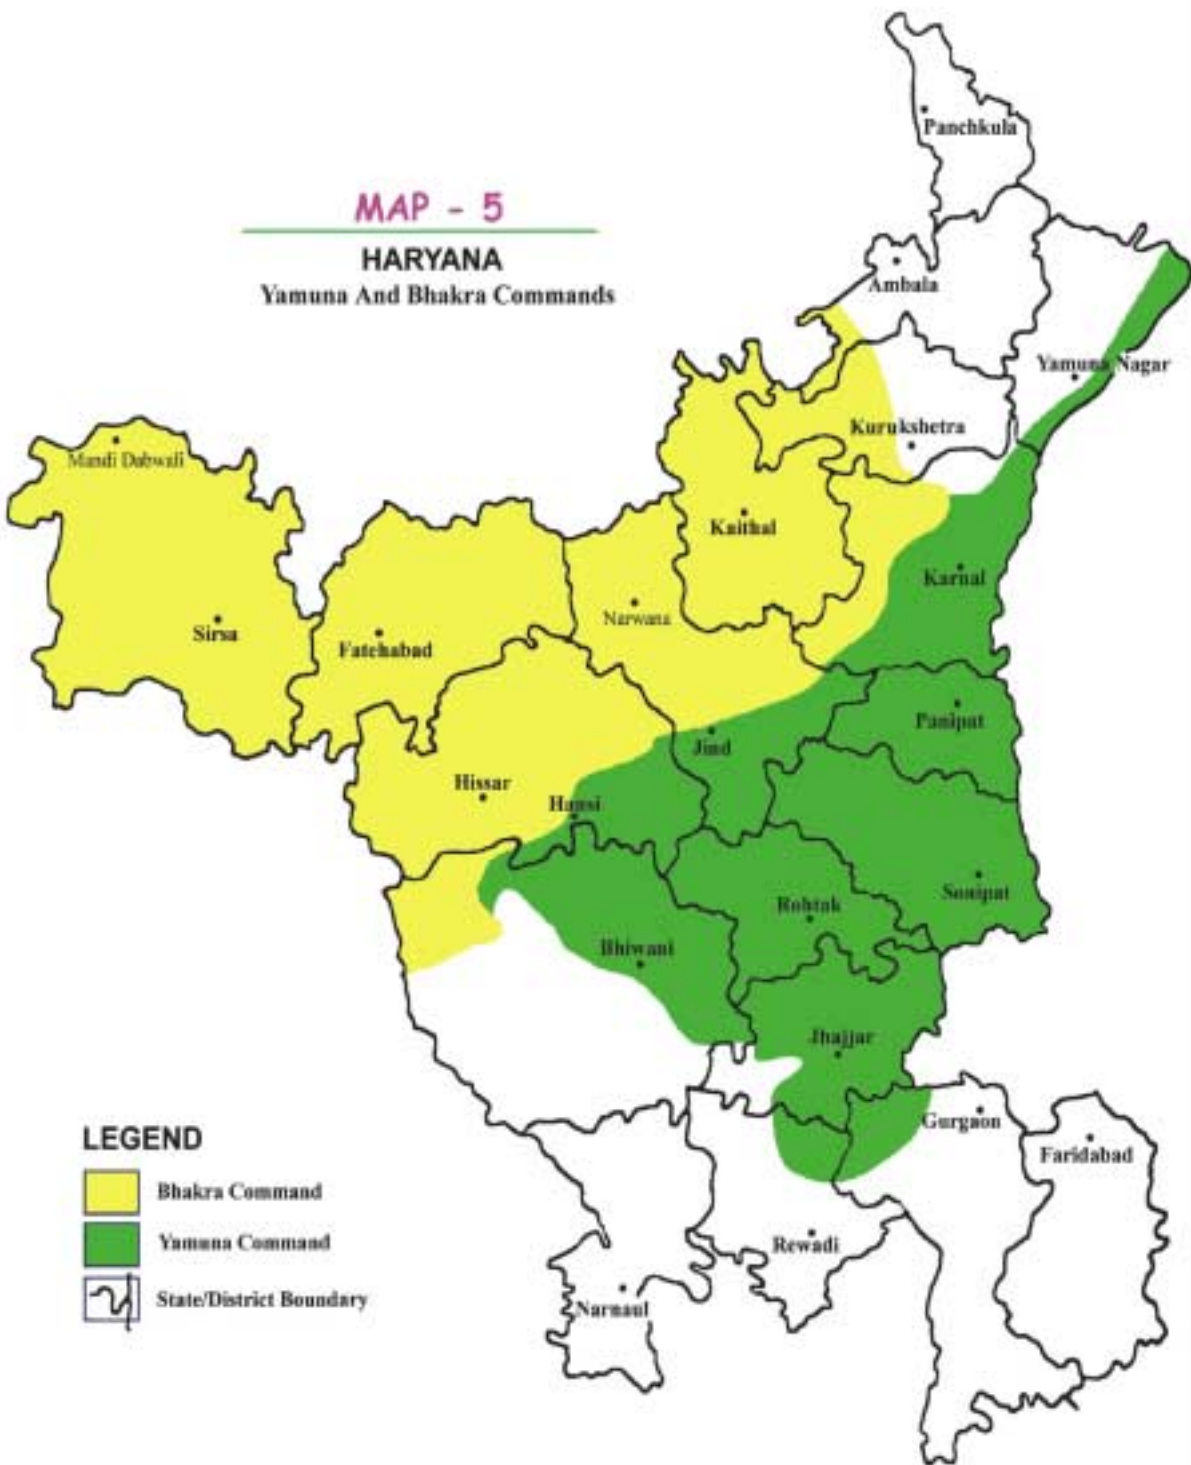 MAP - 5
HARYANA
Yamuna And Bhakra Commands
Panchkula
Ambala
Yamuna Nagar
Kurukshetra
Mandi Dabwali
Kaithal
Karnal
Narwana
Sirsa
Fatehabad
Panipat
Jind
Hissar
Hansi
Sonipat
Rohtak
Bhiwani
Jhajjar
Gurgaon
Faridabad
Rewadi
Narnaul
LEGEND
Bhakra Command
Yamuna Command
State/District Boundary